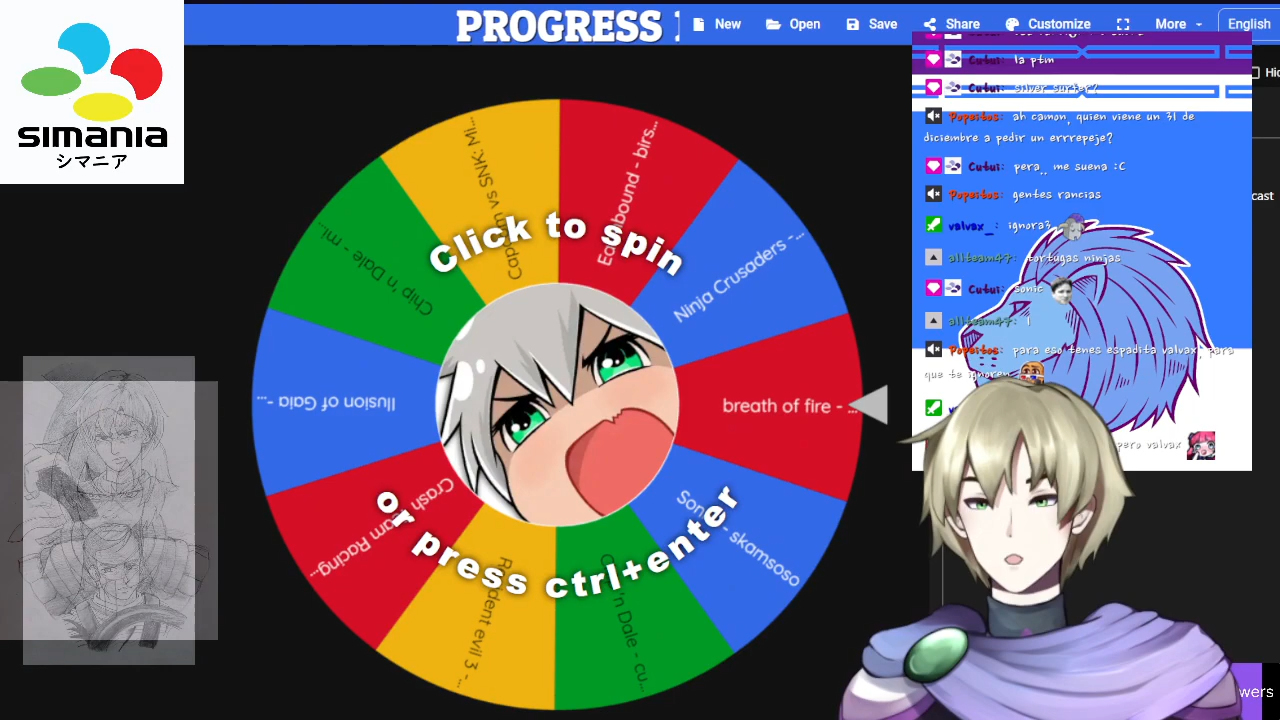 SIMANIA
シマニア
PROGRESS
New
Open
Save
Share
Customize
More
English
Hid
cast
wers
Click to spin
or press ctrl+enter
Capcom vs SNK: Mi...
Earthbound - birs...
Ninja Crusaders -...
breath of fire - ...
Sonic - skamsoso
Chip 'n Dale - cu...
Resident evil 3 -...
Crash Team Racing...
Ilusion of Gaia -...
Chip 'n Dale - mi...
Cutui: la ptm
Cutui: silver surfer?
Popeitos: ah camon, quien viene un 31 de
diciembre a pedir un errrepeje?
Cutui: pera.. me suena :C
Popeitos: gentes rancias
valvax_: ignora3
allteam47: tortugas ninjas
Cutui: sonic
allteam47: 1
Popeitos: para eso tenes espadita valvax, para
que te ignoren
pero valvax